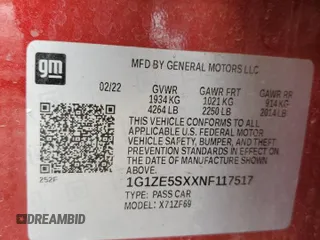 gm
MFD BY GENERAL MOTORS LLC
02/22 GVWR GAWR FRT GAWR RR
1934 KG 1021 KG 914 KG
4264 LB 2250 LB 2014 LB
THIS VEHICLE CONFORMS TO ALL APPLICABLE U.S. FEDERAL
MOTOR VEHICLE SAFETY, BUMPER, AND THEFT PREVENTION
STANDARDS IN EFFECT ON THE DATE OF MANUFACTURE SHOWN ABOVE.
252F
1G1ZE5SXXNF117517
TYPE: PASS CAR
MODEL: X71ZF69